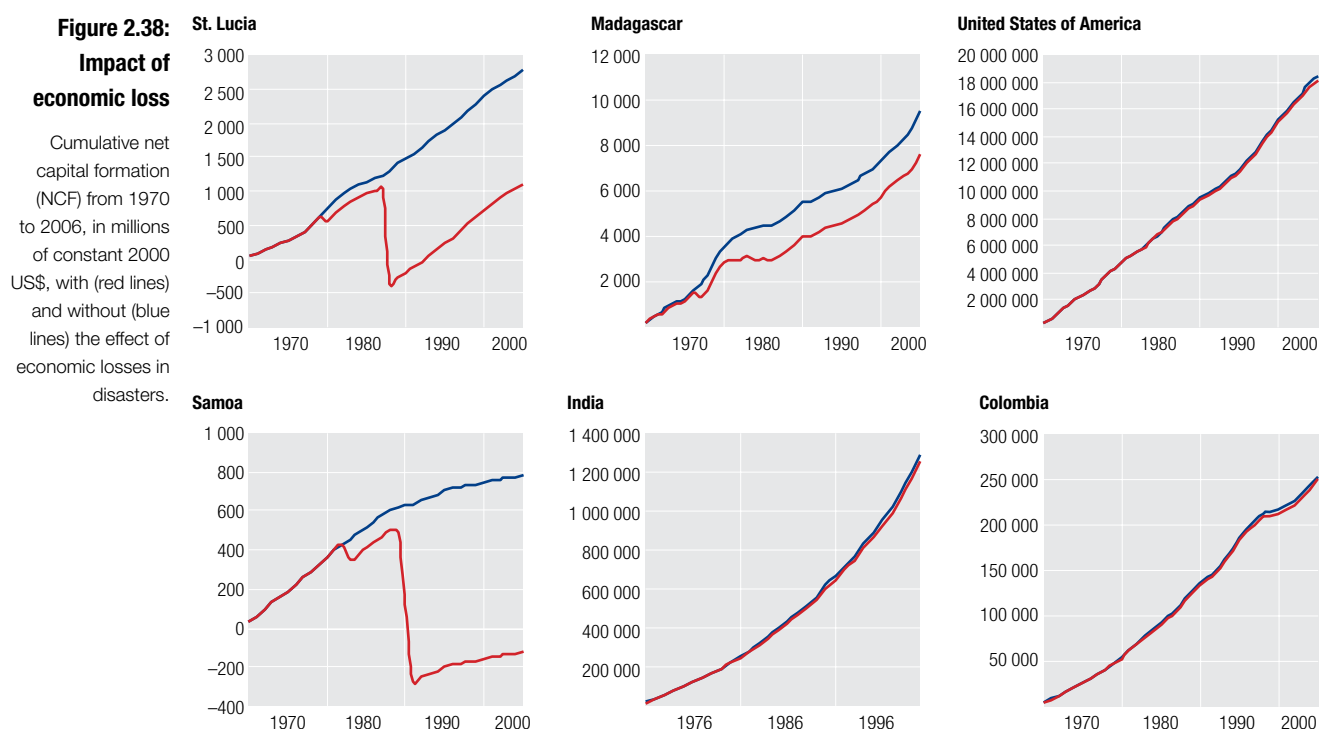 Figure 2.38:
Impact of
economic loss
Cumulative net
capital formation
(NCF) from 1970
to 2006, in millions
of constant 2000
US$, with (red lines)
and without (blue
lines) the effect of
economic losses in
disasters.
St. Lucia
3 000
2 500
2 000
1 500
1 000
500
0
–500
–1 000
1970 1980 1990 2000
Madagascar
12 000
10 000
8 000
6 000
4 000
2 000
1970 1980 1990 2000
United States of America
20 000 000
18 000 000
16 000 000
14 000 000
12 000 000
10 000 000
8 000 000
6 000 000
4 000 000
2 000 000
1970 1980 1990 2000
Samoa
1 000
800
600
400
200
0
–200
–400
1970 1980 1990 2000
India
1 400 000
1 200 000
1 000 000
800 000
600 000
400 000
200 000
1976 1986 1996
Colombia
300 000
250 000
200 000
150 000
100 000
50 000
1970 1980 1990 2000